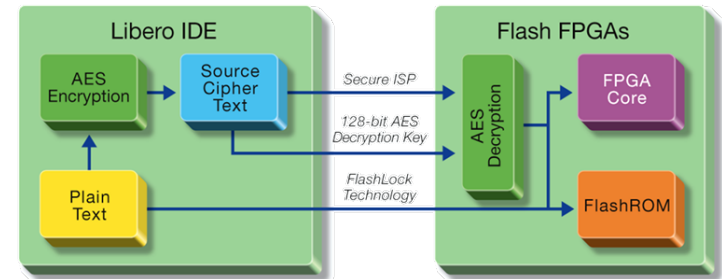 Libero IDE
Flash FPGAs
AES
Encryption
Source
Cipher
Text
Secure ISP
128-bit AES
Decryption Key
AES
Decryption
FPGA
Core
Plain
Text
FlashLock
Technology
FlashROM